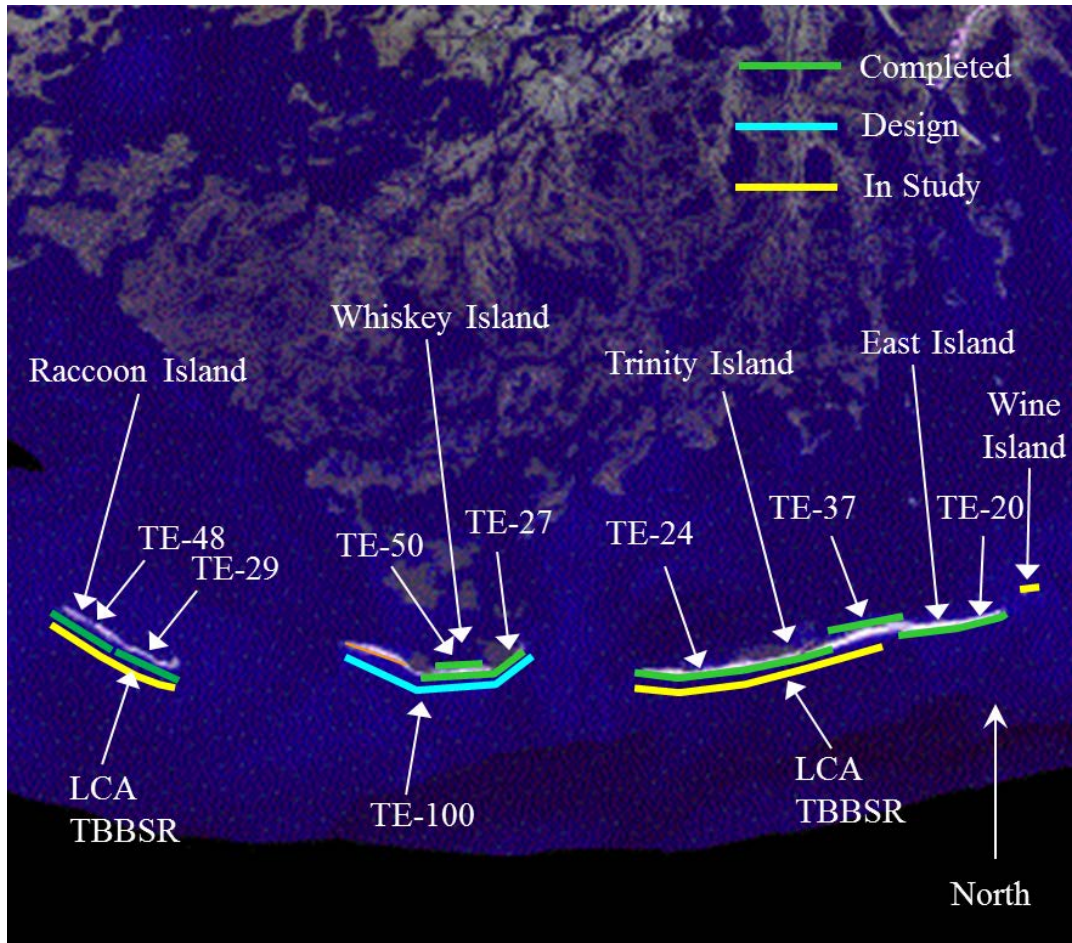 Completed
Design
In Study
Whiskey Island
Raccoon Island
Trinity Island
East Island
Wine
Island
TE-48
TE-29
TE-50
TE-27
TE-24
TE-37
TE-20
LCA
TBBSR
TE-100
LCA
TBBSR
North